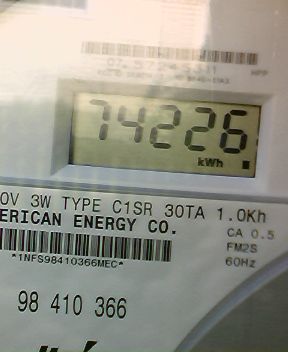 74226
kWh
0V 3W TYPE C1SR 30TA 1.0Kh
ERICAN ENERGY CO.
CA 0.5
FM2S
*1NFS98410366MEC*
60Hz
98 410 366